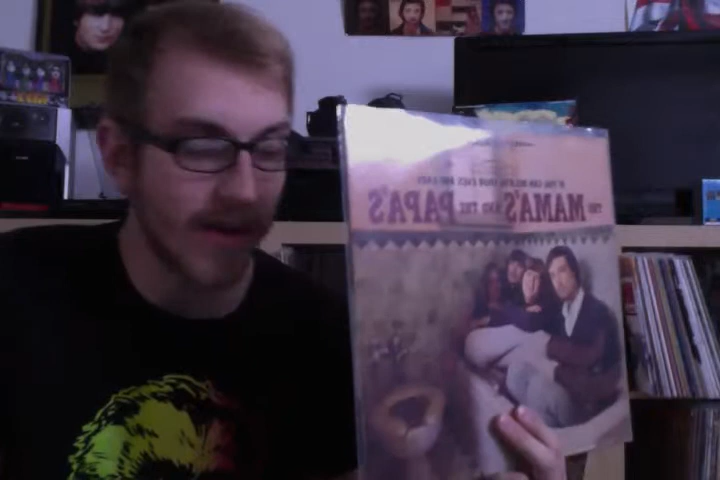 IF YOU CAN BELIEVE YOUR EYES AND EARS
THE MAMA'S AND THE PAPA'S